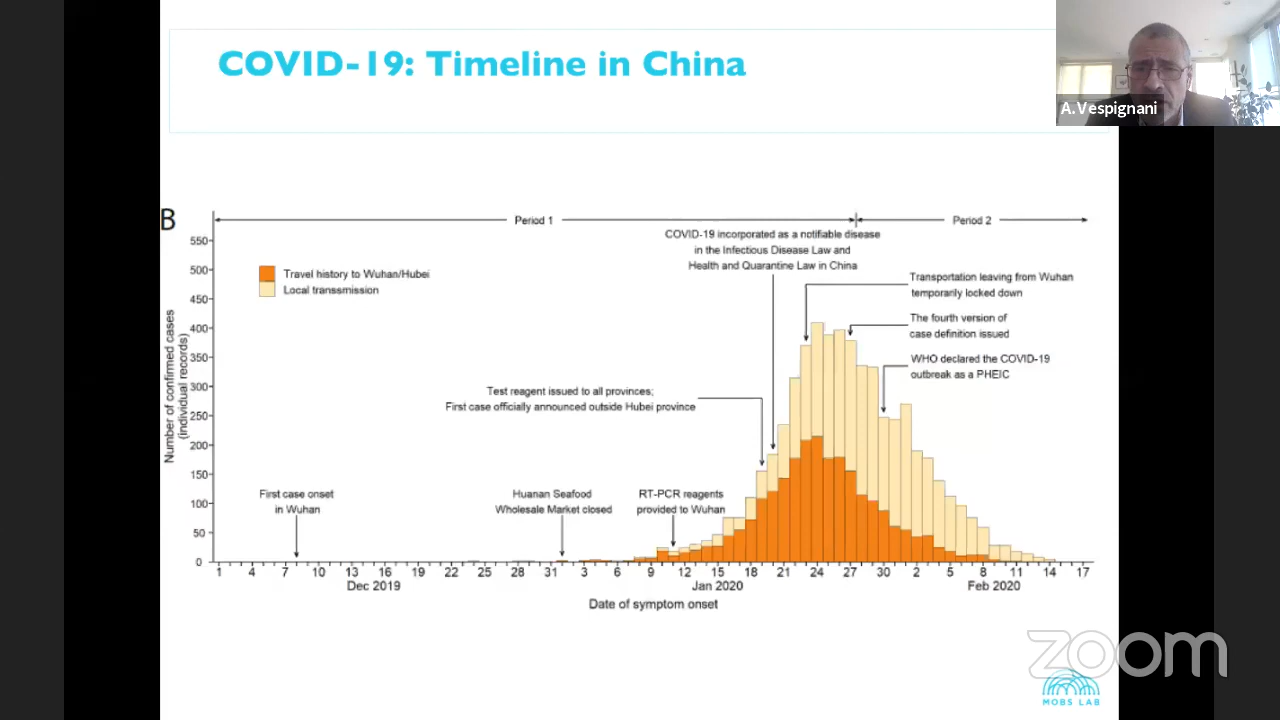 COVID-19: Timeline in China
A.Vespignani
B
Period 1
Period 2
COVID-19 incorporated as a notifiable disease
in the Infectious Disease Law and
Health and Quarantine Law in China
Travel history to Wuhan/Hubei
Local transsmission
Transportation leaving from Wuhan
temporarily locked down
The fourth version of
case definition issued
WHO declared the COVID-19
outbreak as a PHEIC
Test reagent issued to all provinces;
First case officially announced outside Hubei province
First case onset
in Wuhan
Huanan Seafood
Wholesale Market closed
RT-PCR reagents
provided to Wuhan
Number of confirmed cases
(individual records)
550
500
450
400
350
300
250
200
150
100
50
0
1 4 7 10 13 16 19 22 25 28 31 3 6 9 12 15 18 21 24 27 30 2 5 8 11 14 17
Dec 2019 Jan 2020 Feb 2020
Date of symptom onset
zoom
MOBS LAB